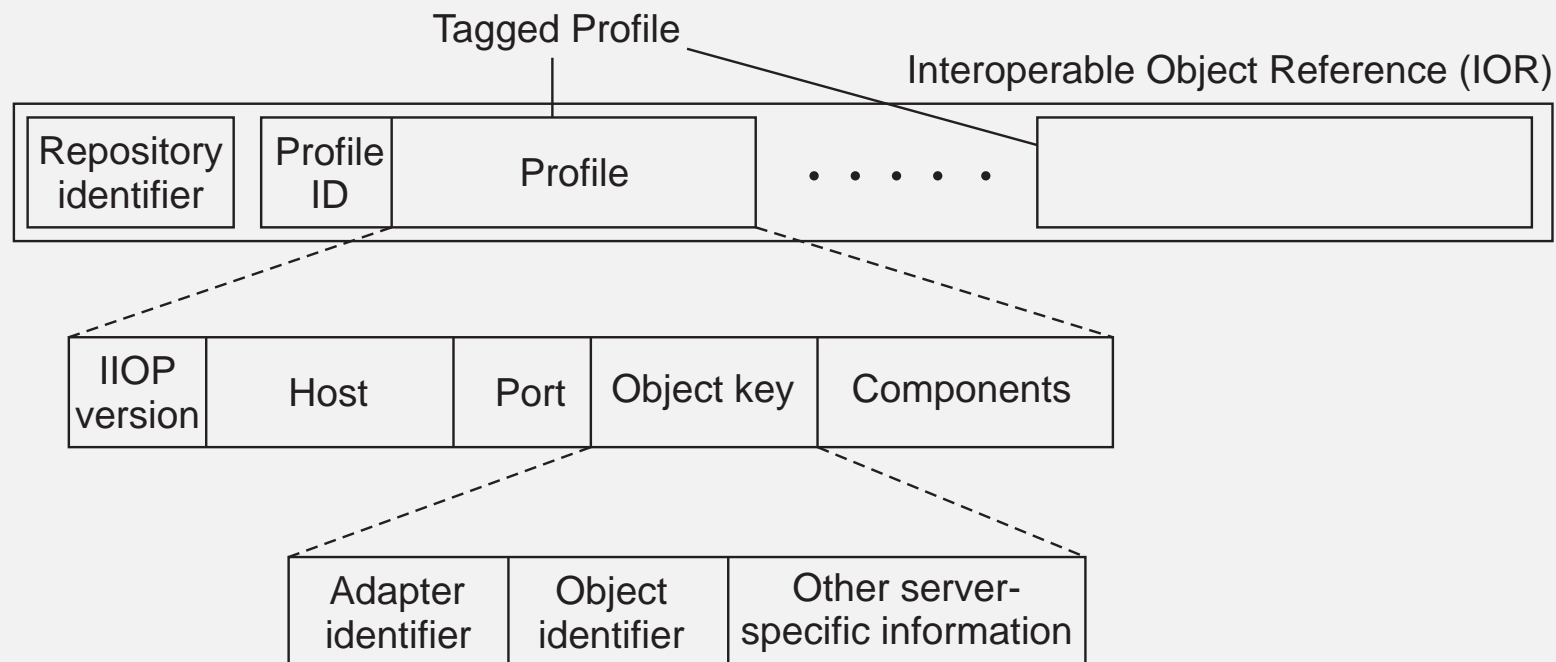 Tagged Profile
Interoperable Object Reference (IOR)
Repository
identifier
Profile
ID
Profile
IIOP
version
Host
Port
Object key
Components
Adapter
identifier
Object
identifier
Other server-
specific information